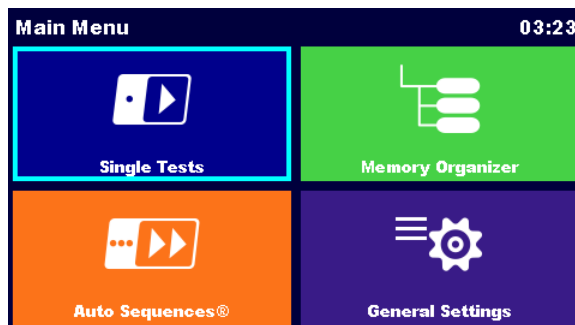 Main Menu 03:23
Single Tests Memory Organizer
Auto Sequences® General Settings